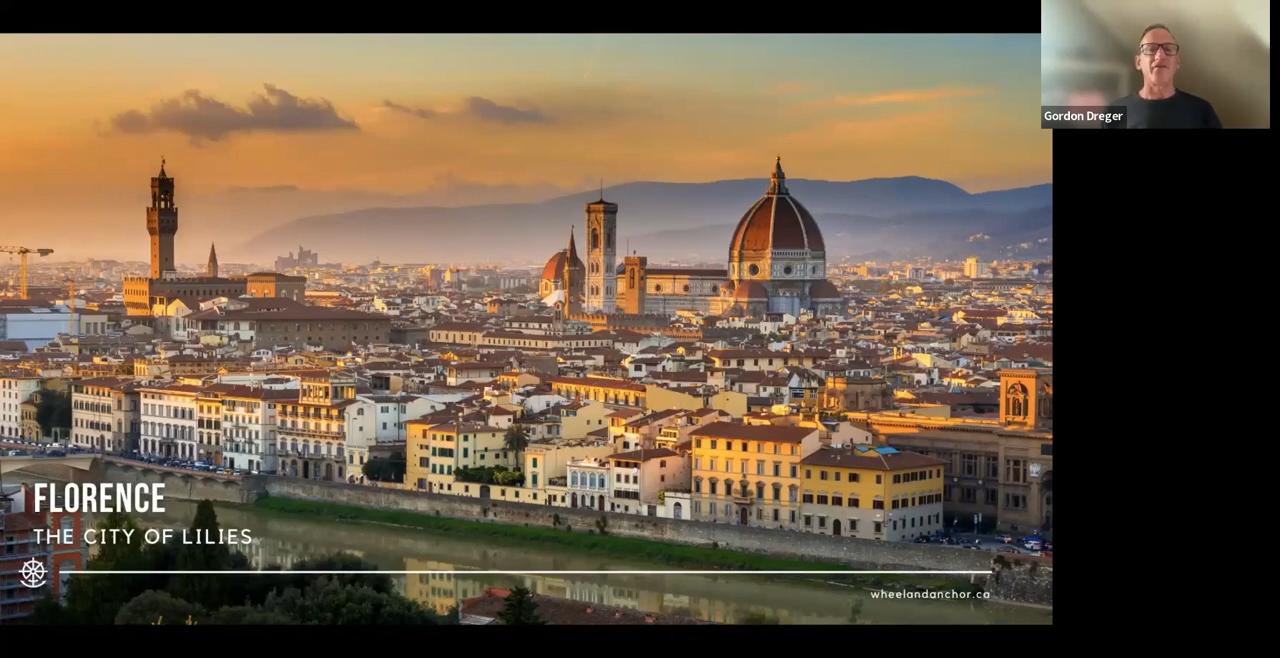 Gordon Dreger
FLORENCE
THE CITY OF LILIES
wheelandanchor.ca